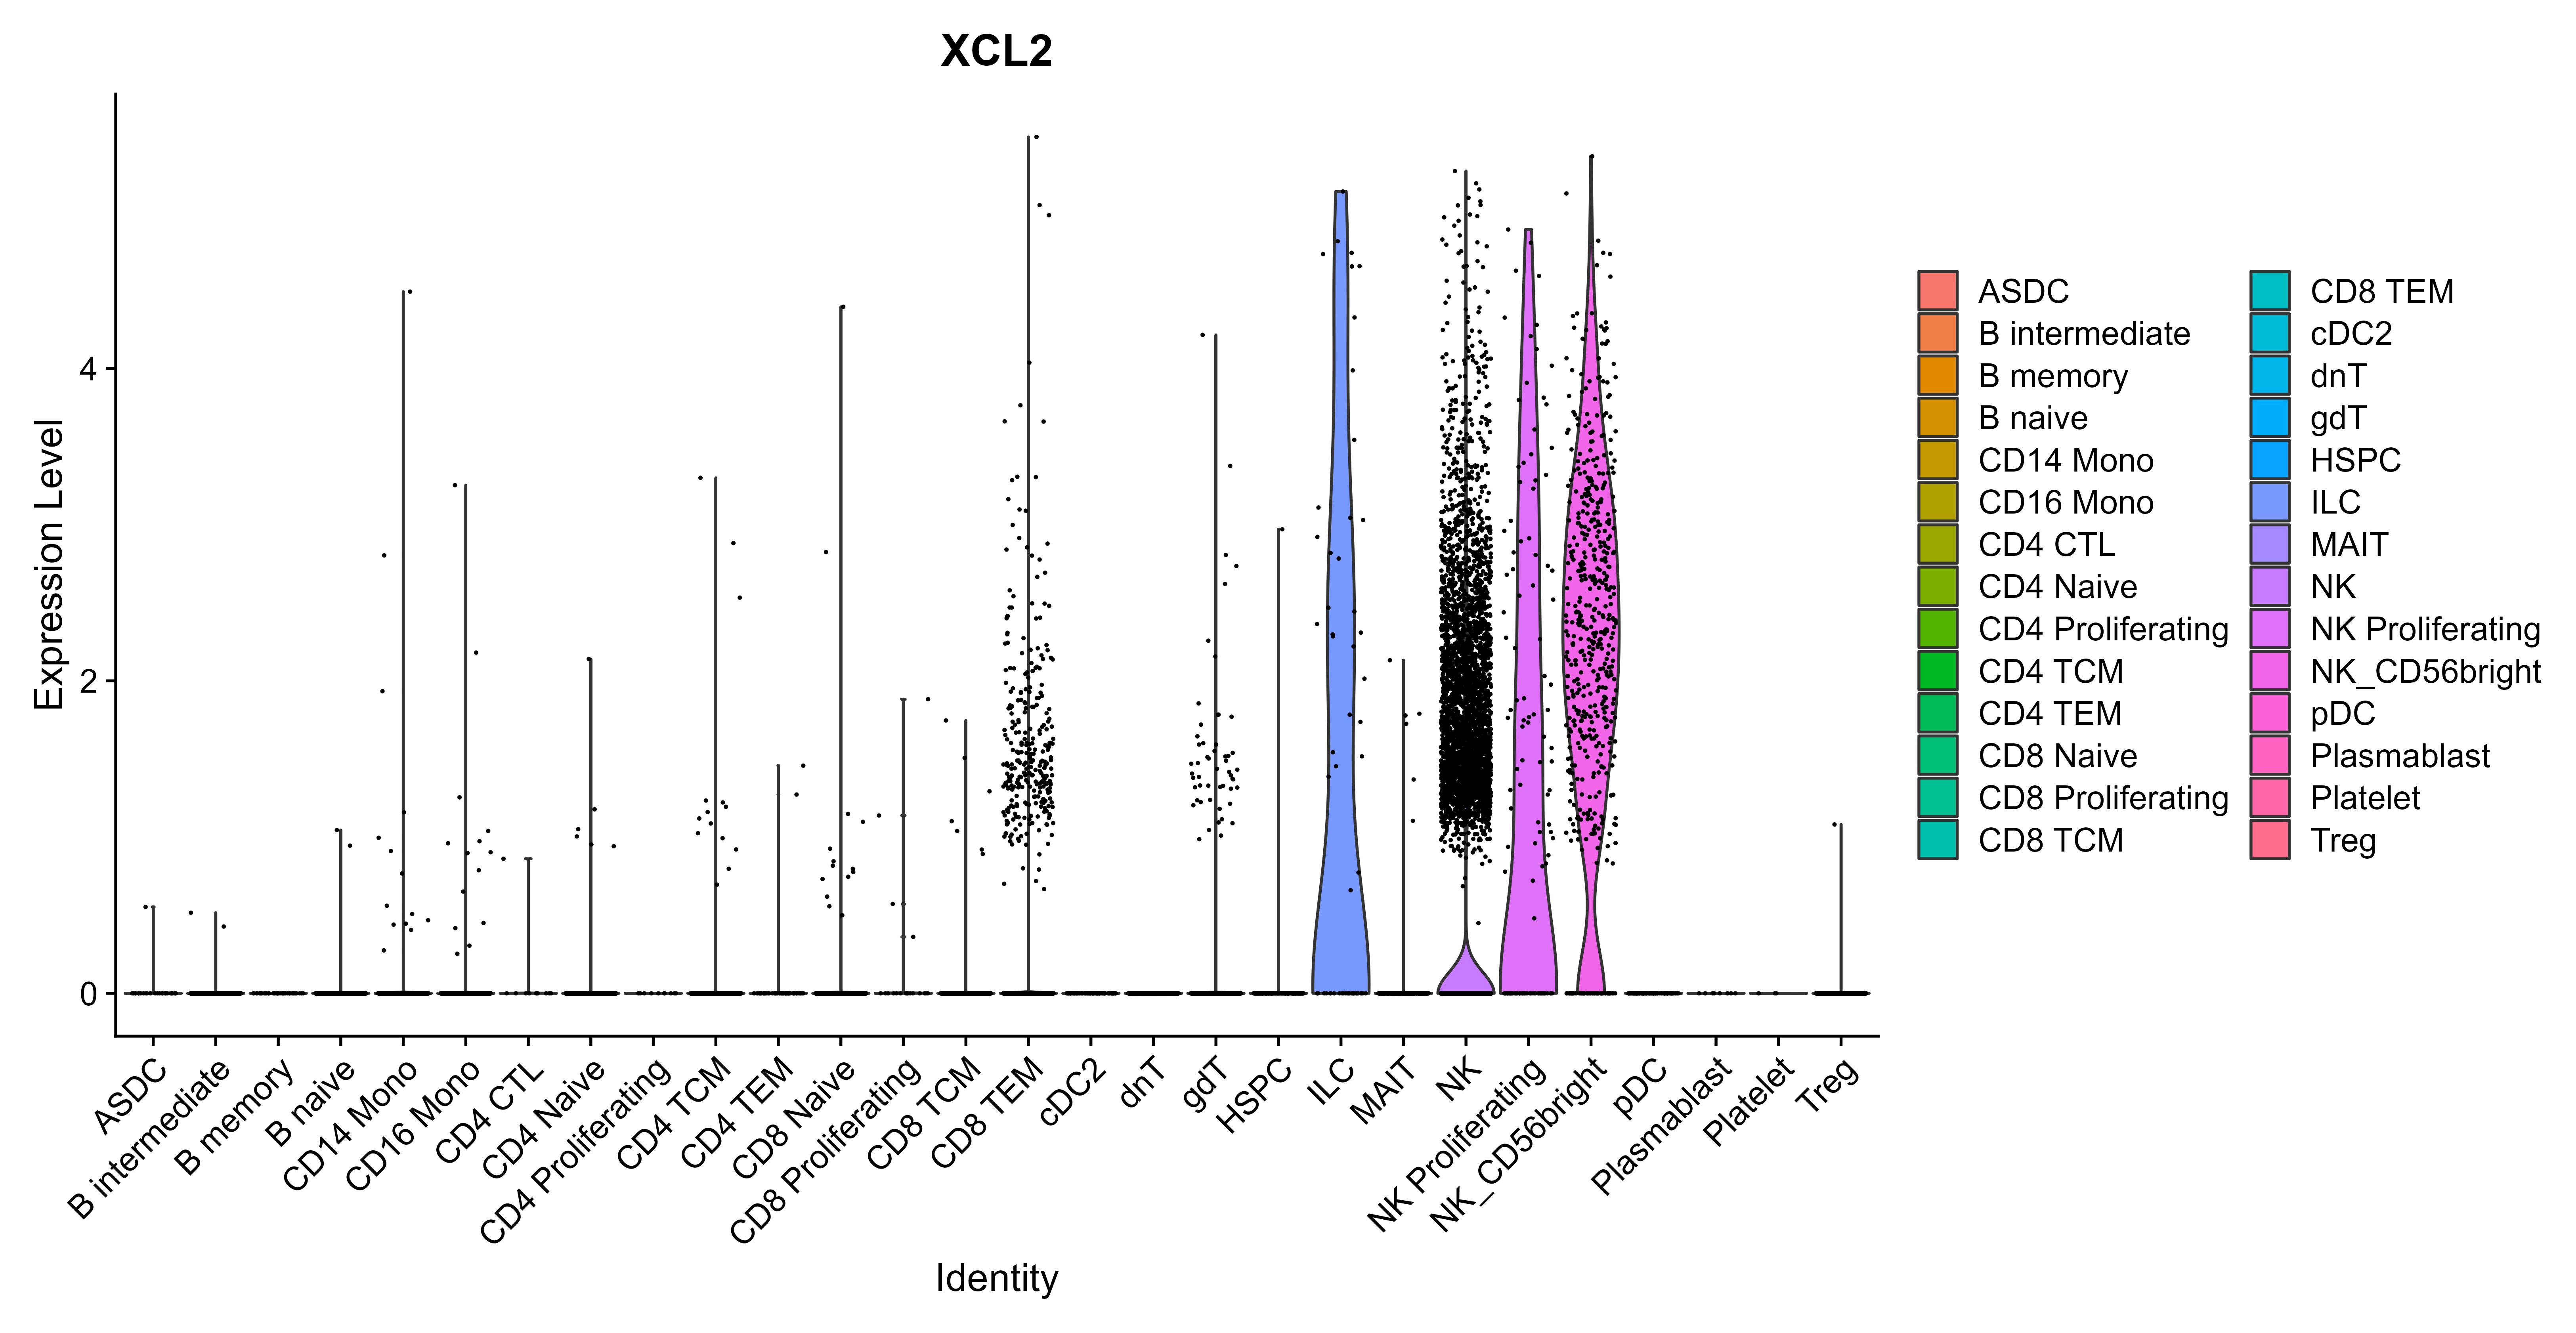 XCL2
Expression Level
4
2
0
ASDC
B intermediate
B memory
B naive
CD14 Mono
CD16 Mono
CD4 CTL
CD4 Naive
CD4 Proliferating
CD4 TCM
CD4 TEM
CD8 Naive
CD8 Proliferating
CD8 TCM
CD8 TEM
cDC2
dnT
gdT
HSPC
ILC
MAIT
NK
NK Proliferating
NK_CD56bright
pDC
Plasmablast
Platelet
Treg
Identity
ASDC
B intermediate
B memory
B naive
CD14 Mono
CD16 Mono
CD4 CTL
CD4 Naive
CD4 Proliferating
CD4 TCM
CD4 TEM
CD8 Naive
CD8 Proliferating
CD8 TCM
CD8 TEM
cDC2
dnT
gdT
HSPC
ILC
MAIT
NK
NK Proliferating
NK_CD56bright
pDC
Plasmablast
Platelet
Treg